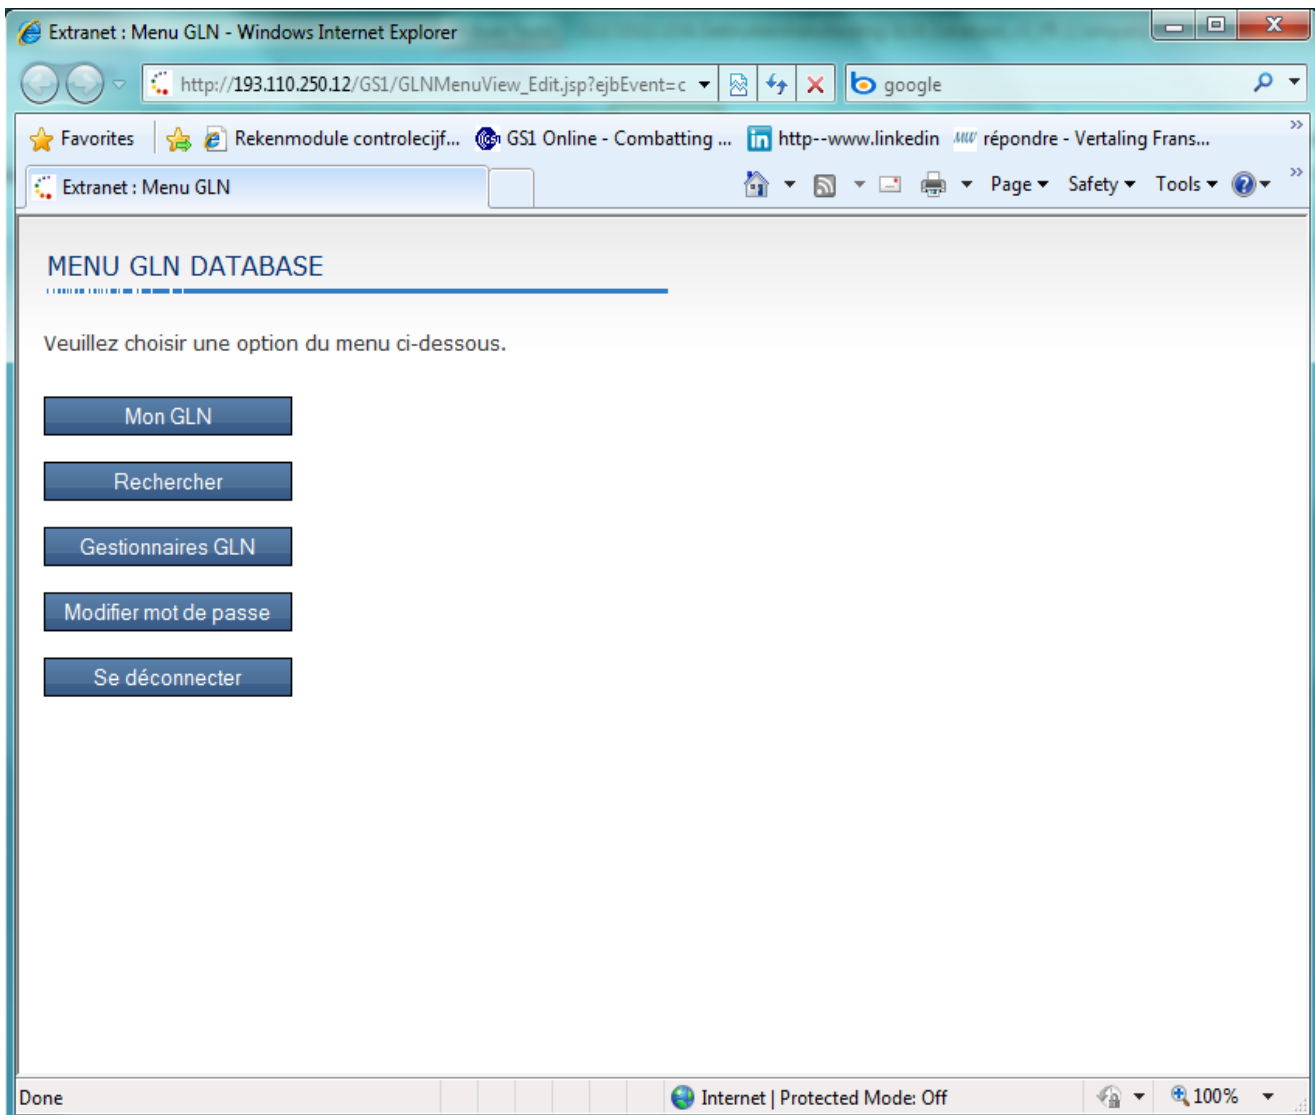 Extranet : Menu GLN - Windows Internet Explorer
http://193.110.250.12/GS1/GLNMenuView_Edit.jsp?ejbEvent=c
google
Favorites
Rekenmodule controlecijf...
GS1 Online - Combatting ...
http--www.linkedin
répondre - Vertaling Frans...
Extranet : Menu GLN
Page
Safety
Tools
MENU GLN DATABASE
Veuillez choisir une option du menu ci-dessous.
Mon GLN
Rechercher
Gestionnaires GLN
Modifier mot de passe
Se déconnecter
Done
Internet | Protected Mode: Off
100%